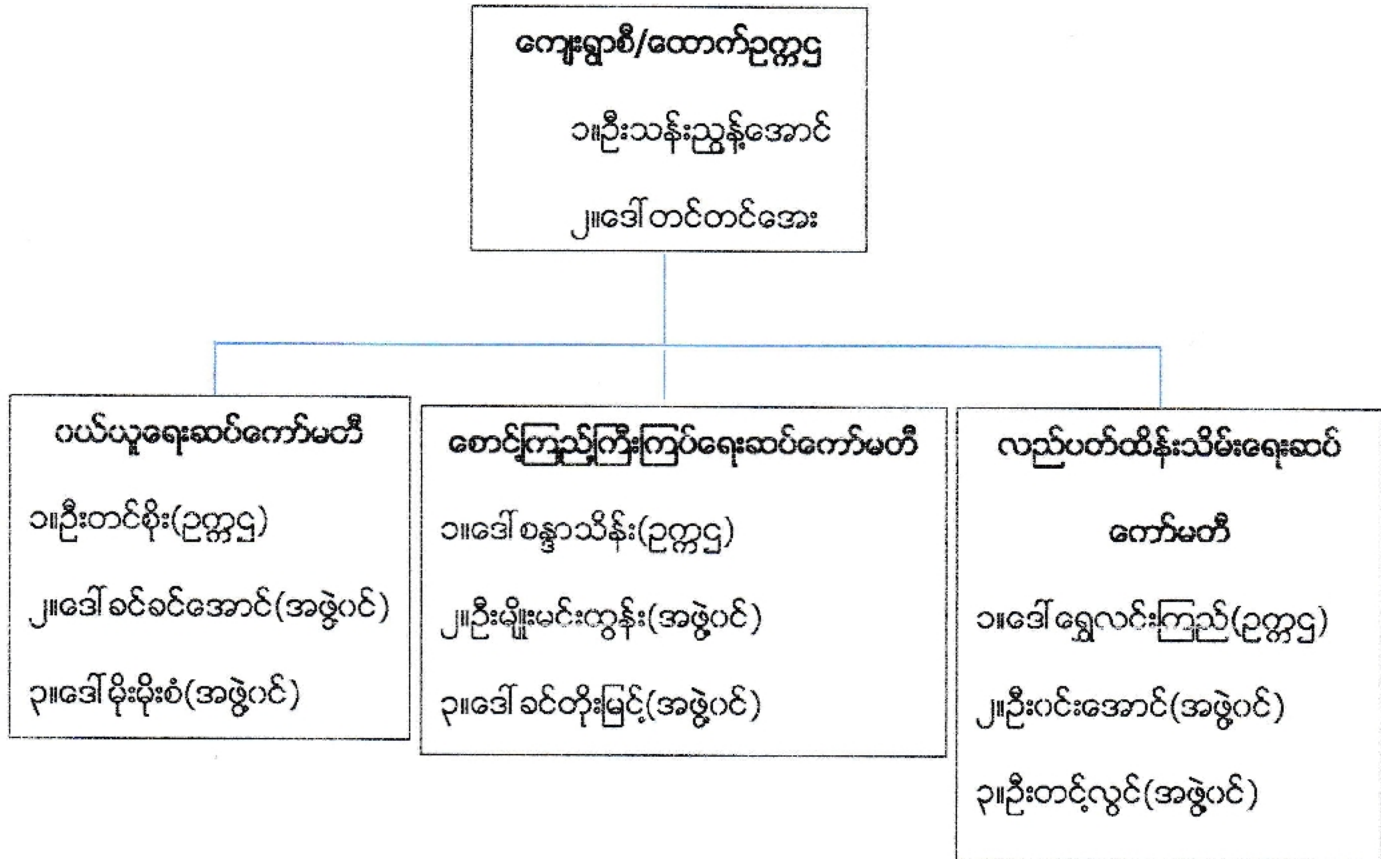 ကျေးရွာစီ/ထောက်ဥက္ကဌ
၁။ဦးသန်းညွန့်အောင်
၂။ဒေါ်တင်တင်အေး
ဝယ်ယူရေးဆပ်ကော်မတီ
၁။ဦးတင်စိုး(ဥက္ကဌ)
၂။ဒေါ်ခင်ခင်အောင်(အဖွဲ့ဝင်)
၃။ဒေါ်မိုးမိုးစံ(အဖွဲ့ဝင်)
စောင့်ကြည့်ကြီးကြပ်ရေးဆပ်ကော်မတီ
၁။ဒေါ်စန္ဒာသိန်း(ဥက္ကဌ)
၂။ဦးမျိုးမင်းထွန်း(အဖွဲ့ဝင်)
၃။ဒေါ်ခင်တိုးမြင့်(အဖွဲ့ဝင်)
လည်ပတ်ထိန်းသိမ်းရေးဆပ်
ကော်မတီ
၁။ဒေါ်ရွှေလင်းကြည်(ဥက္ကဌ)
၂။ဦးဝင်းအောင်(အဖွဲ့ဝင်)
၃။ဦးတင့်လွင်(အဖွဲ့ဝင်)